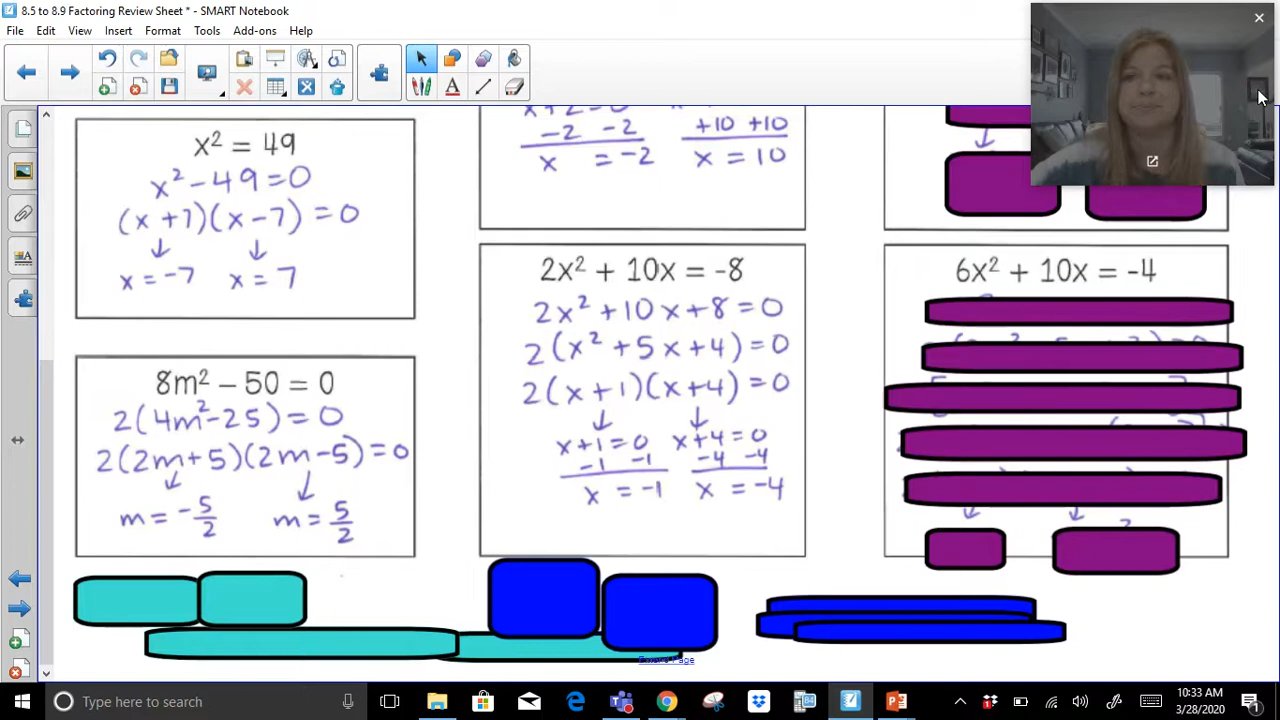 8.5 to 8.9 Factoring Review Sheet * - SMART Notebook
File Edit View Insert Format Tools Add-ons Help
x² = 49
x² - 49 = 0
(x + 7)(x - 7) = 0
x = -7 x = 7
8m² - 50 = 0
2(4m² - 25) = 0
2(2m + 5)(2m - 5) = 0
m = -5/2 m = 5/2
-2 -2 +10 +10
x = -2 x = 10
2x² + 10x = -8
2x² + 10x + 8 = 0
2(x² + 5x + 4) = 0
2(x + 1)(x + 4) = 0
x + 1 = 0 x + 4 = 0
-1 -1 -4 -4
x = -1 x = -4
6x² + 10x = -4
Extend Page
Type here to search
10:33 AM
3/28/2020